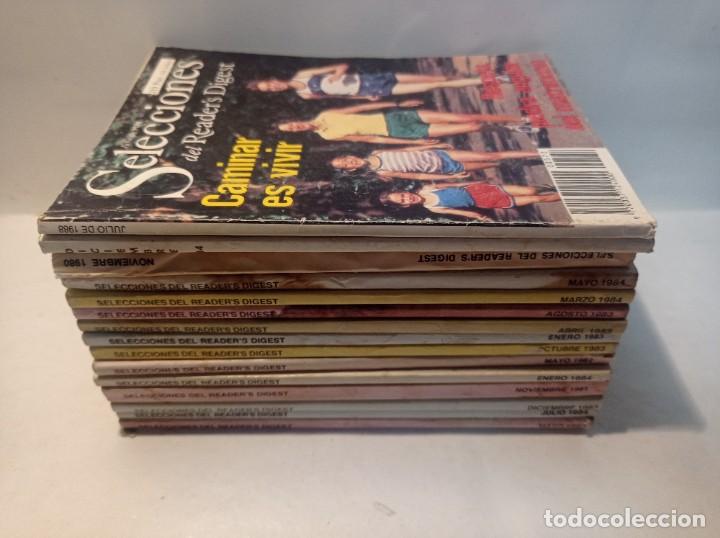 Selecciones
del Reader's Digest
Caminar
es vivir
JULIO DE 1988
DICIEMBRE
NOVIEMBRE 1980 SELECCIONES DEL READER'S DIGEST
SELECCIONES DEL READER'S DIGEST MAYO 1984
SELECCIONES DEL READER'S DIGEST MARZO 1984
SELECCIONES DEL READER'S DIGEST AGOSTO 1983
SELECCIONES DEL READER'S DIGEST ABRIL 1983
SELECCIONES DEL READER'S DIGEST ENERO 1983
SELECCIONES DEL READER'S DIGEST OCTUBRE 1983
SELECCIONES DEL READER'S DIGEST MAYO
SELECCIONES DEL READER'S DIGEST ENERO 1984
SELECCIONES DEL READER'S DIGEST NOVIEMBRE 1981
SELECCIONES DEL READER'S DIGEST DICIEMBRE
SELECCIONES DEL READER'S DIGEST JULIO 1984
SELECCIONES DEL READER'S DIGEST
todocoleccion